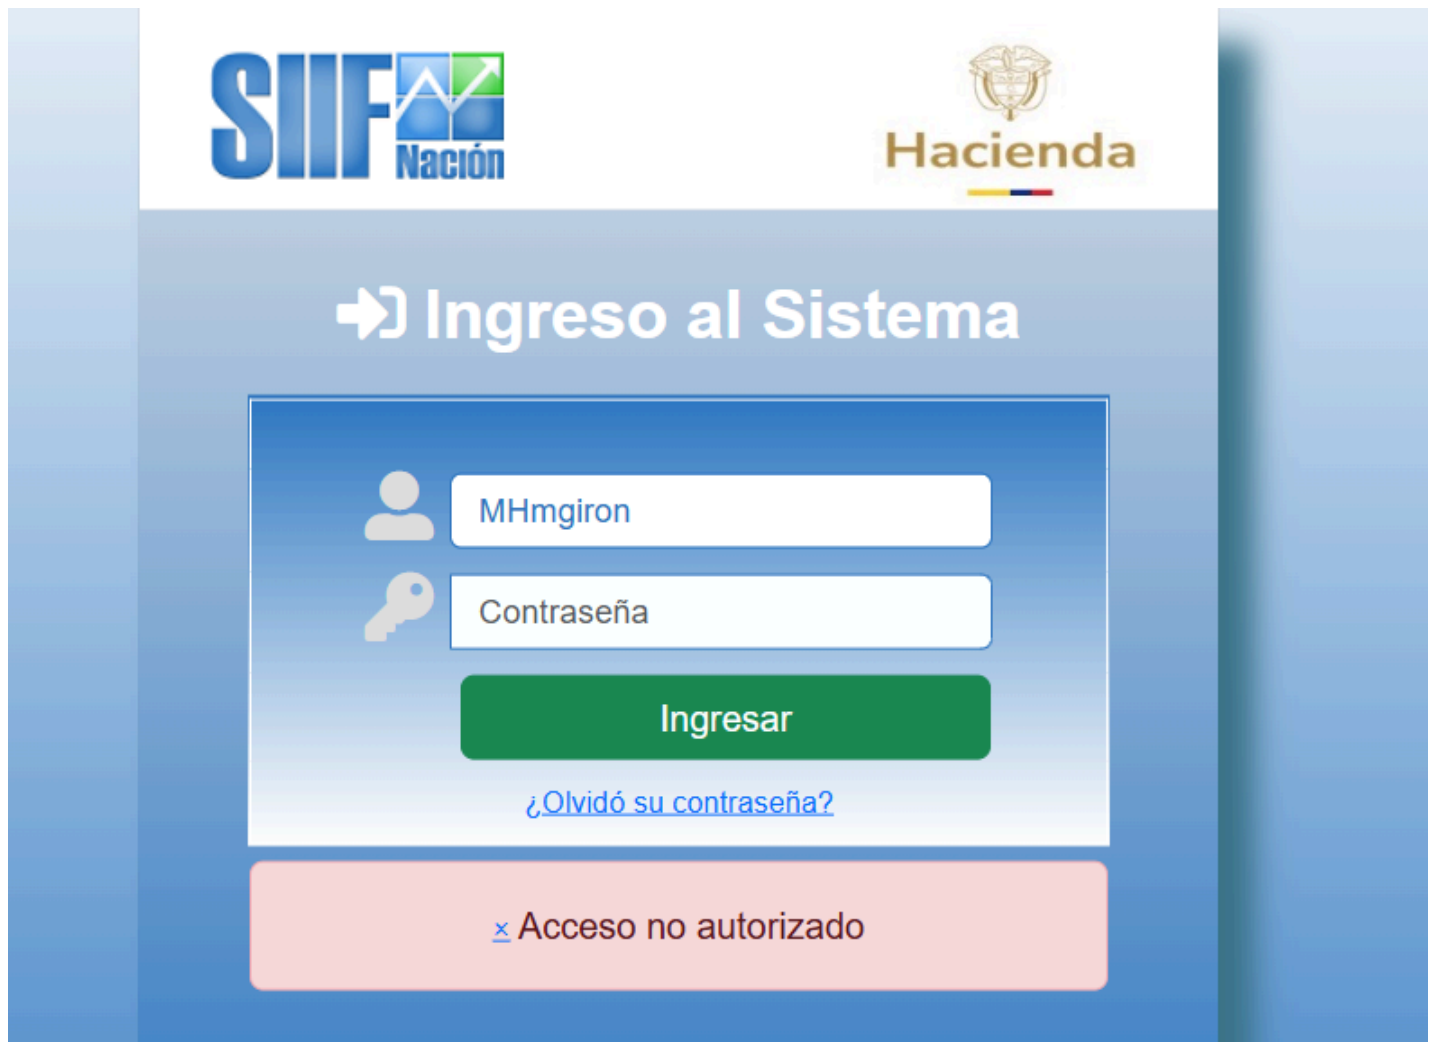 SIIF
Nación
Hacienda
Ingreso al Sistema
MHmgiron
Contraseña
Ingresar
¿Olvidó su contraseña?
× Acceso no autorizado